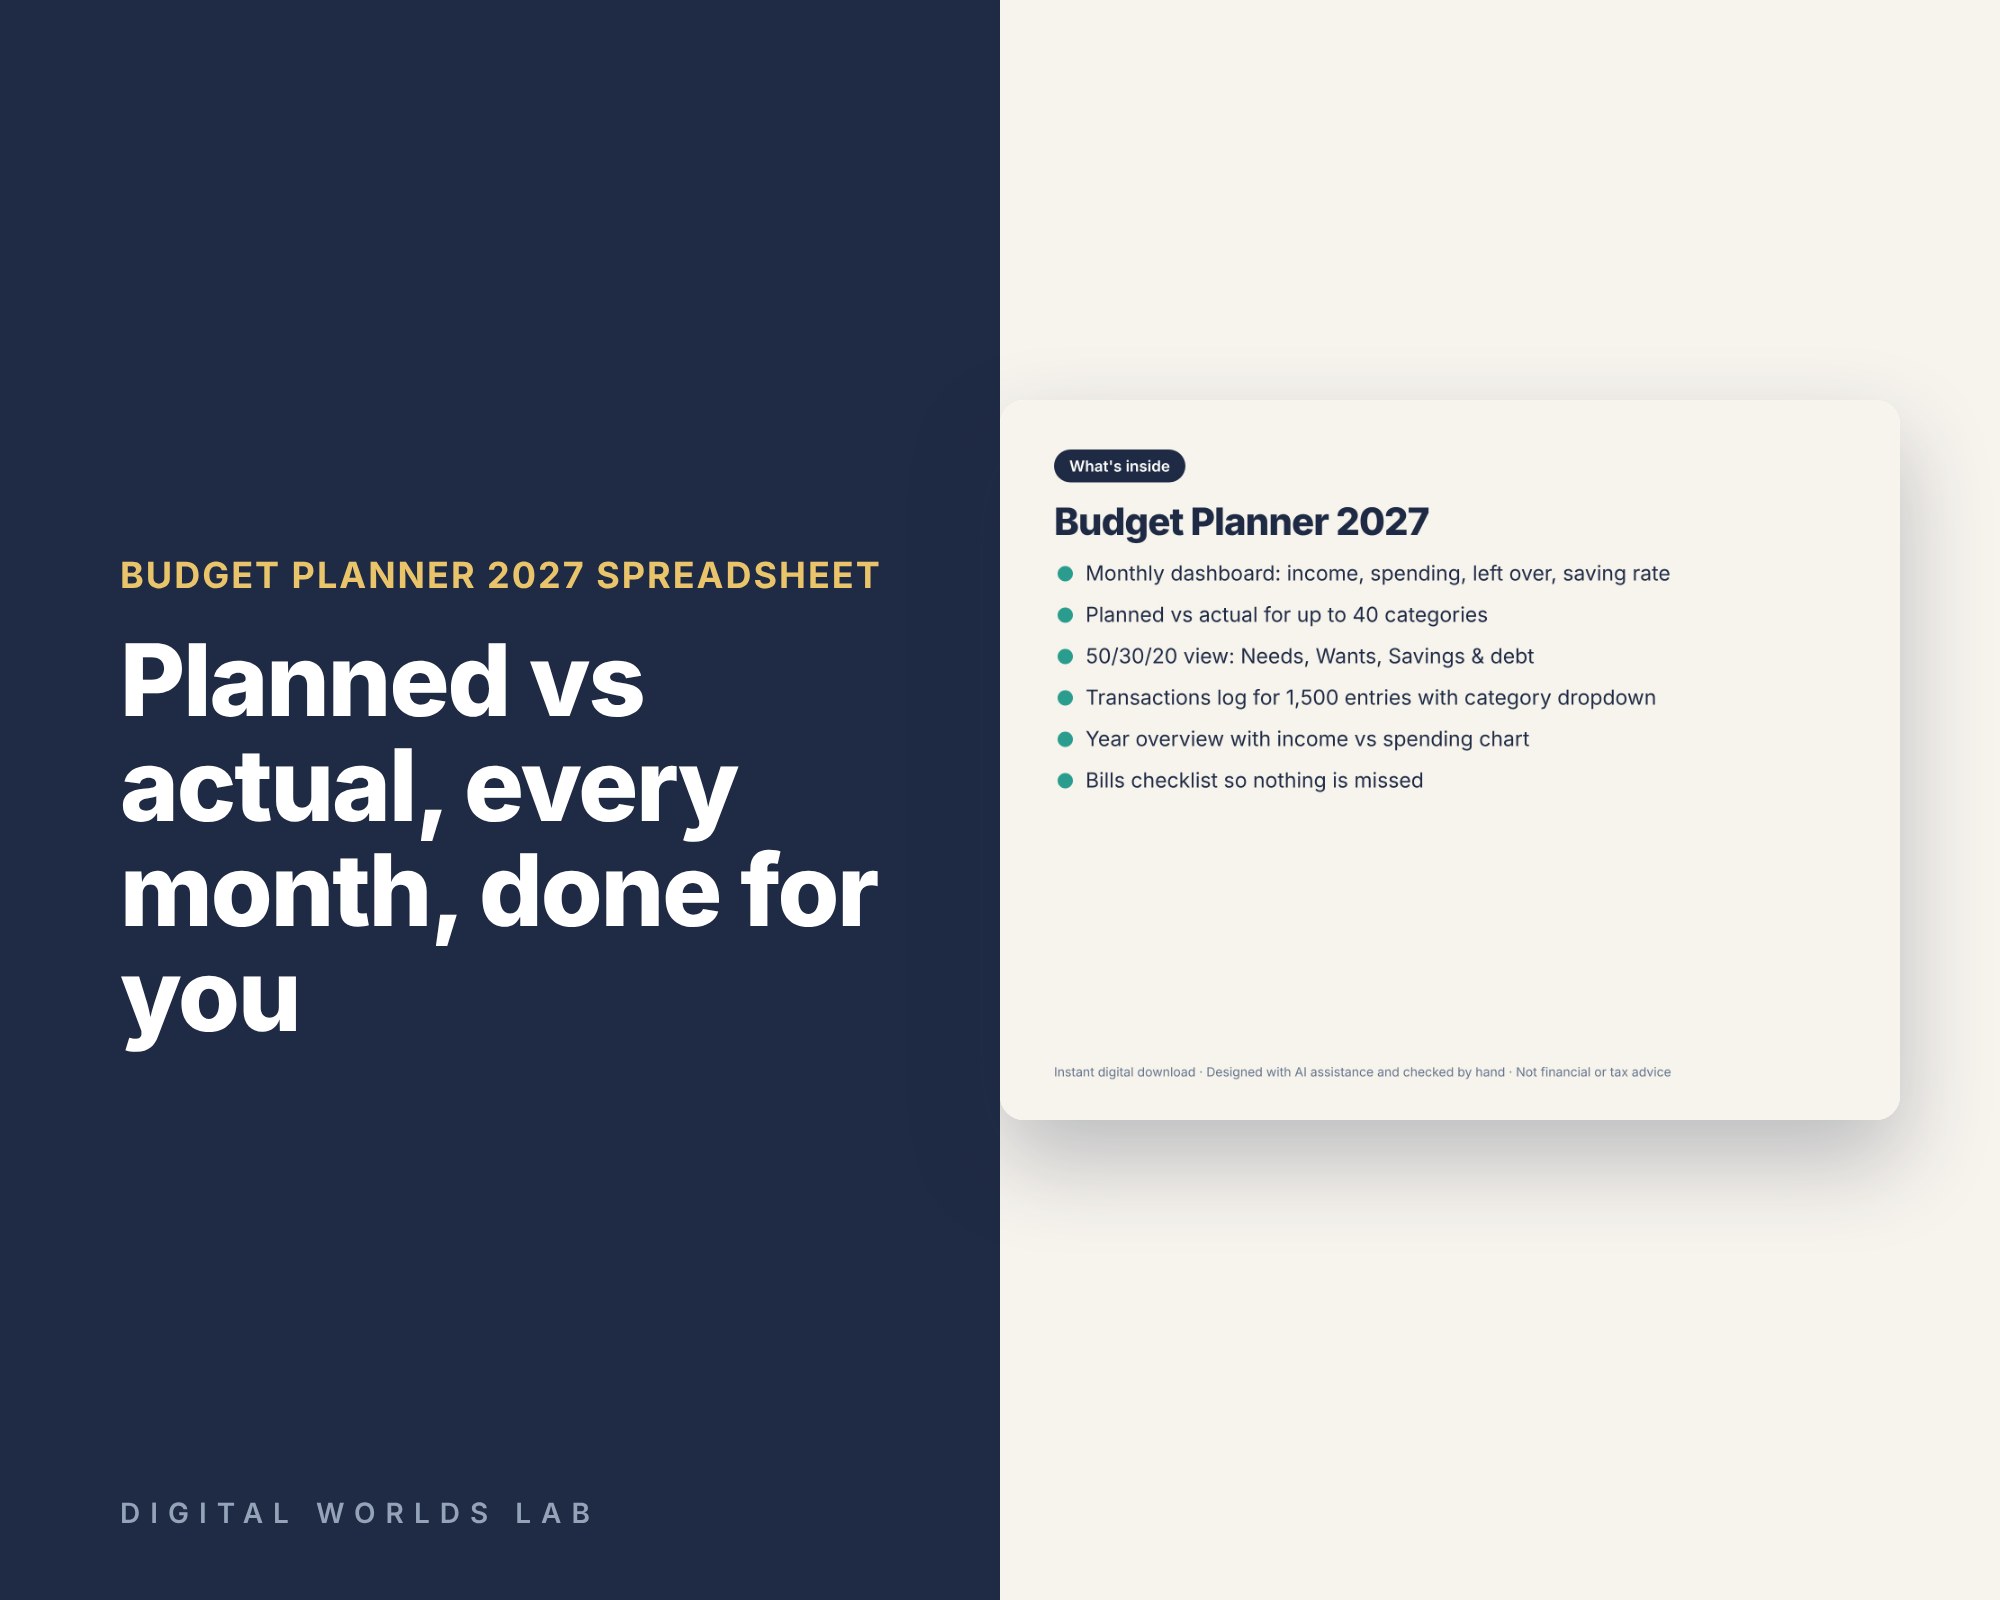 BUDGET PLANNER 2027 SPREADSHEET
Planned vs
actual, every
month, done for
you
DIGITAL WORLDS LAB
What's inside
Budget Planner 2027
Monthly dashboard: income, spending, left over, saving rate
Planned vs actual for up to 40 categories
50/30/20 view: Needs, Wants, Savings & debt
Transactions log for 1,500 entries with category dropdown
Year overview with income vs spending chart
Bills checklist so nothing is missed
Instant digital download · Designed with AI assistance and checked by hand · Not financial or tax advice